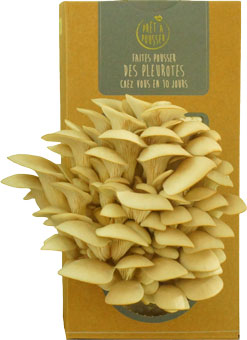 PRÊT À
POUSSER
FAITES POUSSER
DES PLEUROTES
CHEZ VOUS EN 10 JOURS